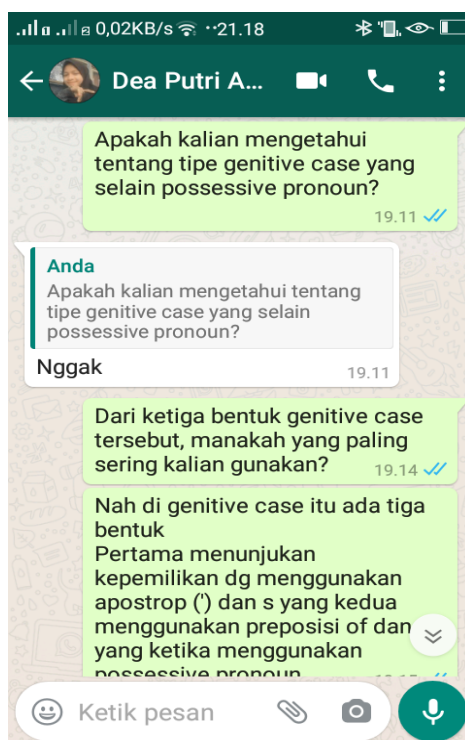 0,02KB/s ··21.18
Dea Putri A...
Apakah kalian mengetahui
tentang tipe genitive case yang
selain possessive pronoun?
19.11
Anda
Apakah kalian mengetahui tentang
tipe genitive case yang selain
possessive pronoun?
Nggak
19.11
Dari ketiga bentuk genitive case
tersebut, manakah yang paling
sering kalian gunakan?
19.14
Nah di genitive case itu ada tiga
bentuk
Pertama menunjukan
kepemilikan dg menggunakan
apostrop (') dan s yang kedua
menggunakan preposisi of dan
yang ketika menggunakan
possessive pronoun
Ketik pesan